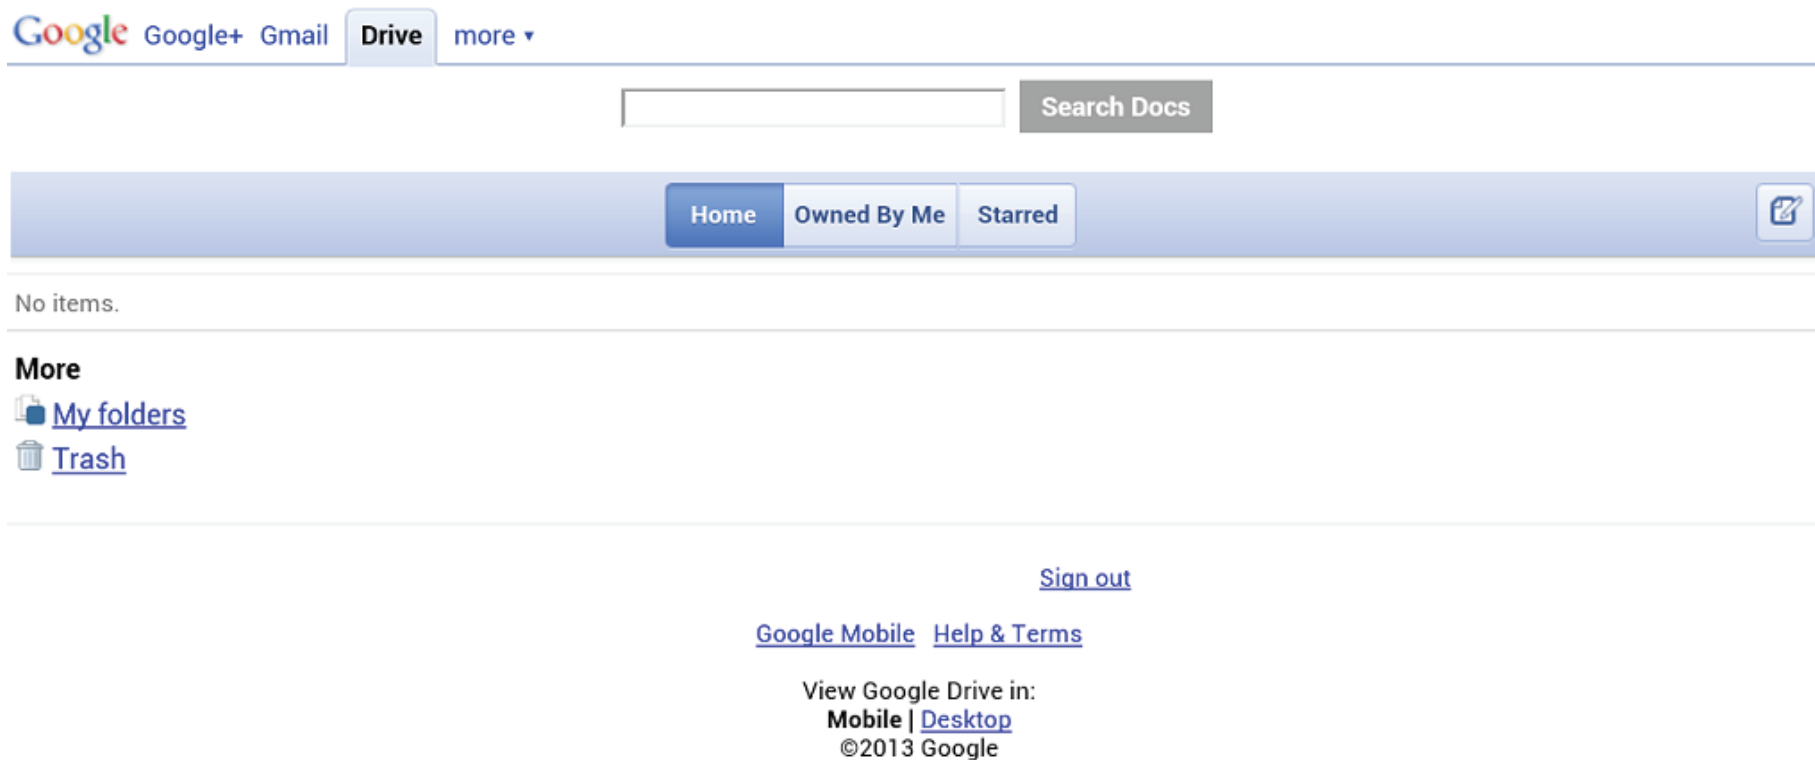 Google Google+ Gmail Drive more ▾
Search Docs
Home Owned By Me Starred
No items.
More
My folders
Trash
Sign out
Google Mobile Help & Terms
View Google Drive in:
Mobile | Desktop
©2013 Google